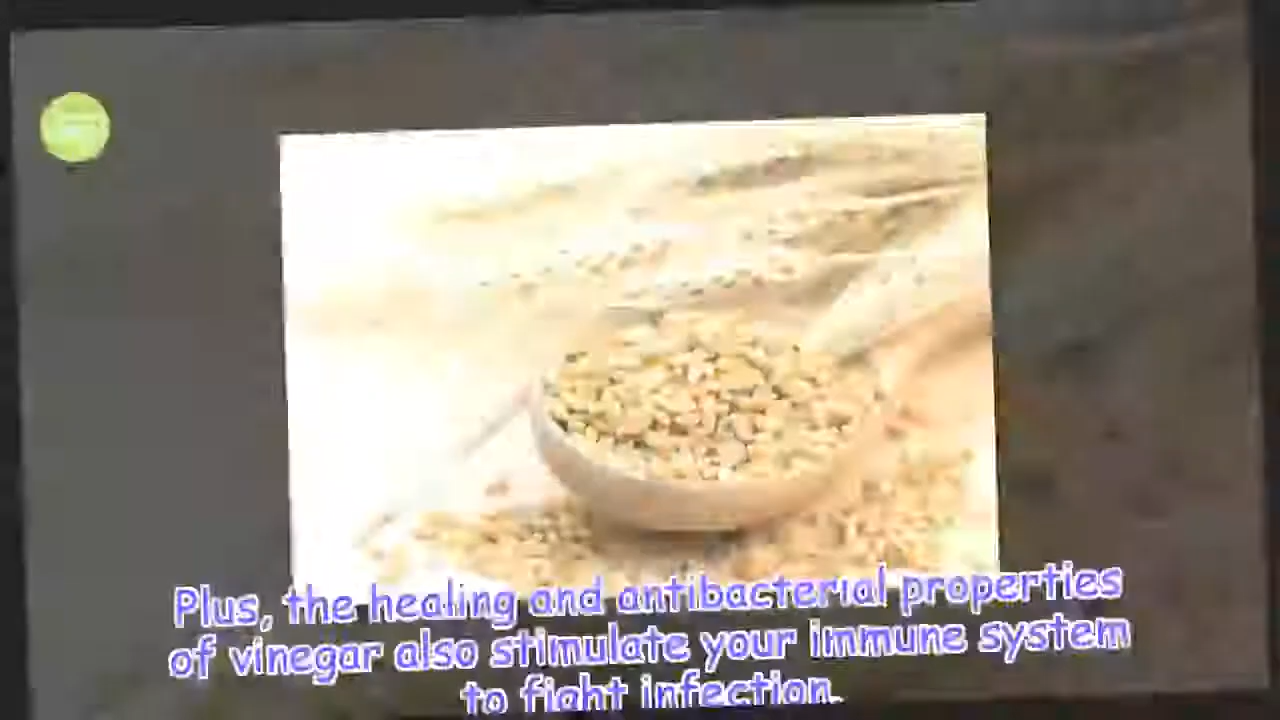 Plus, the healing and antibacterial properties
of vinegar also stimulate your immune system
to fight infection.